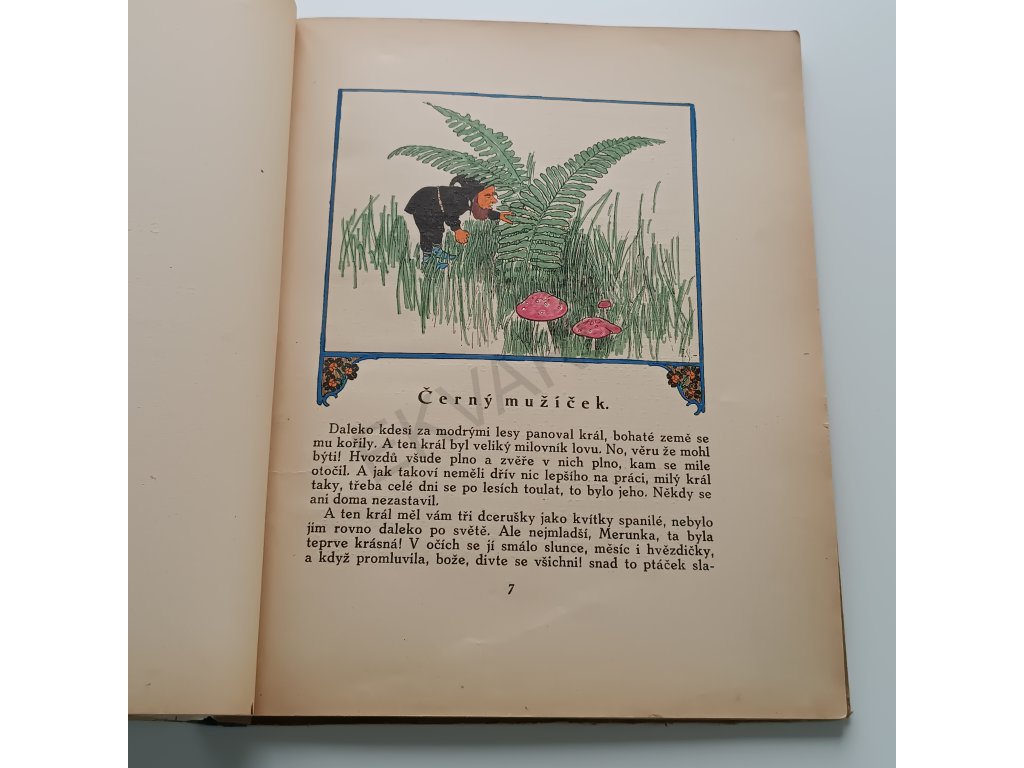 Černý mužíček.
Daleko kdesi za modrými lesy panoval král, bohaté země se
mu kořily. A ten král byl veliký milovník lovu. No, věru že mohl
býti! Hvozdů všude plno a zvěře v nich plno, kam se mile
otočil. A jak takoví neměli dřív nic lepšího na práci, milý král
taky, třeba celé dni se po lesích toulat, to bylo jeho. Někdy se
ani doma nezastavil.
A ten král měl vám tři dcerušky jako kvítky spanilé, nebylo
jim rovno daleko po světě. Ale nejmladší, Merunka, ta byla
teprve krásná! V očích se jí smálo slunce, měsíc i hvězdičky,
a když promluvila, bože, divte se všichni! snad to ptáček sla-
7